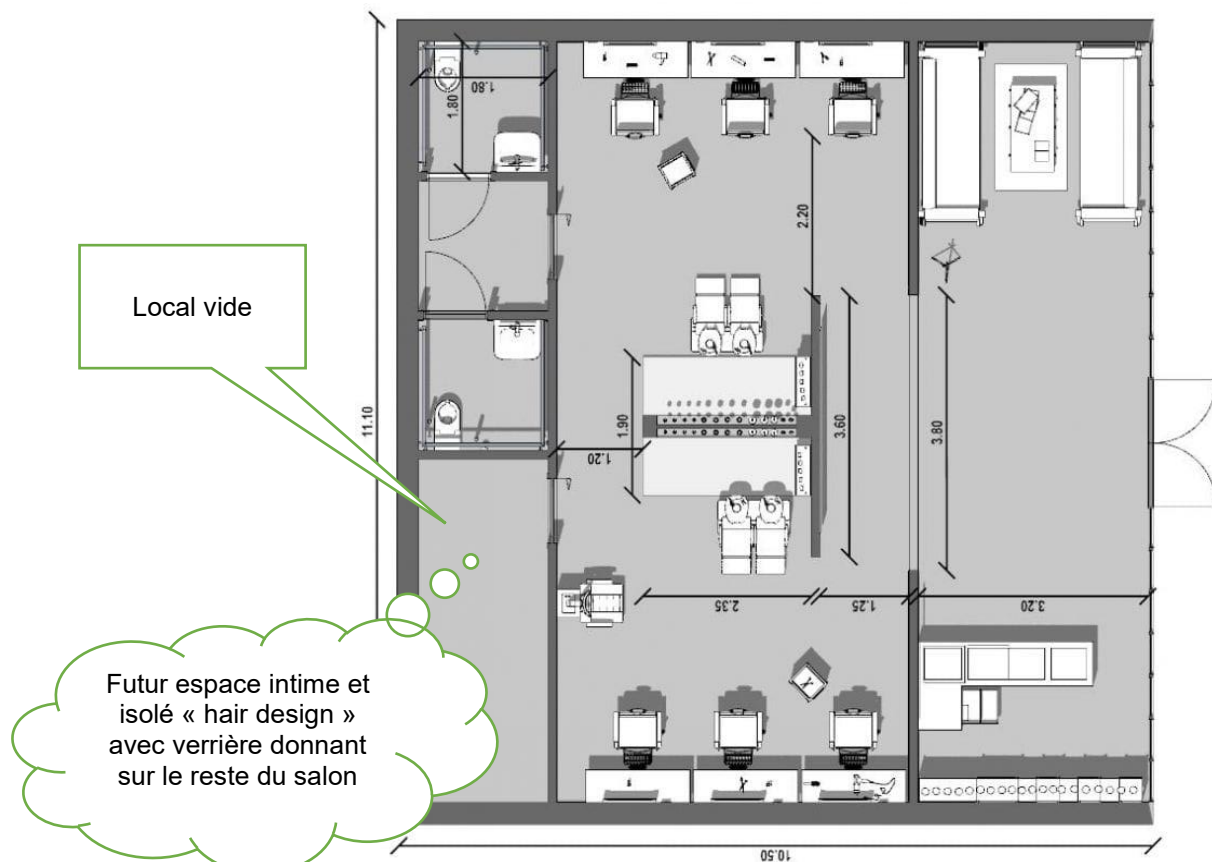 1.80
1.80
2.20
Local vide
11.10
1.90
3.60
3.80
1.20
2.35
1.25
3.20
Futur espace intime et
isolé « hair design »
avec verrière donnant
sur le reste du salon
10.50